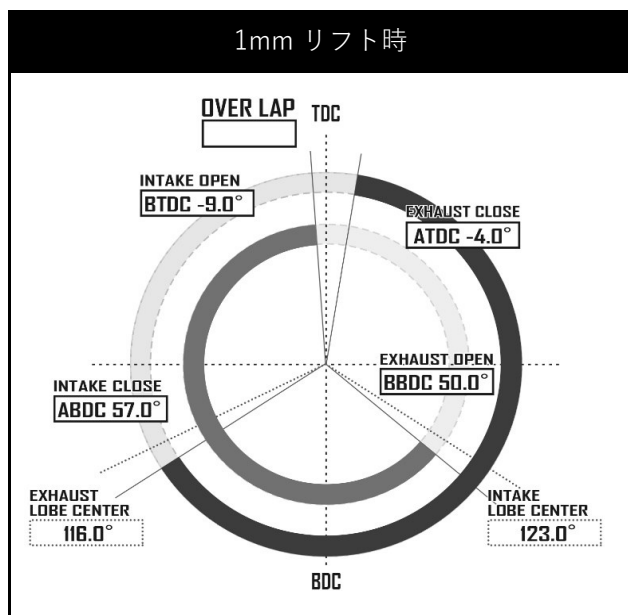 1mm リフト時
OVER LAP
TDC
INTAKE OPEN
BTDC -9.0°
EXHAUST CLOSE
ATDC -4.0°
EXHAUST OPEN
BBDC 50.0°
INTAKE CLOSE
ABDC 57.0°
EXHAUST
LOBE CENTER
116.0°
INTAKE
LOBE CENTER
123.0°
BDC